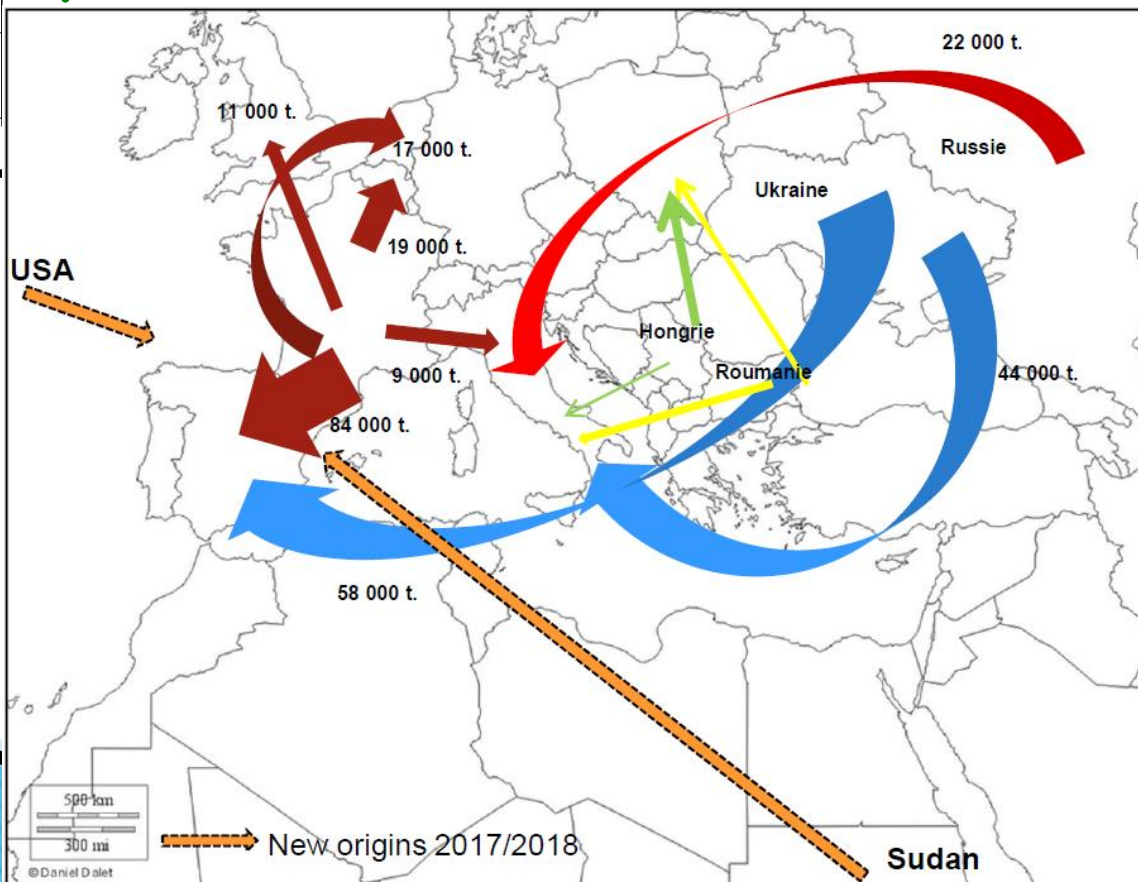 22 000 t.
11 000 t.
17 000 t.
Russie
Ukraine
19 000 t.
USA
Hongrie
Roumanie
9 000 t.
44 000 t.
84 000 t.
58 000 t.
500 km
300 mi
New origins 2017/2018
Sudan
©Daniel Dalet